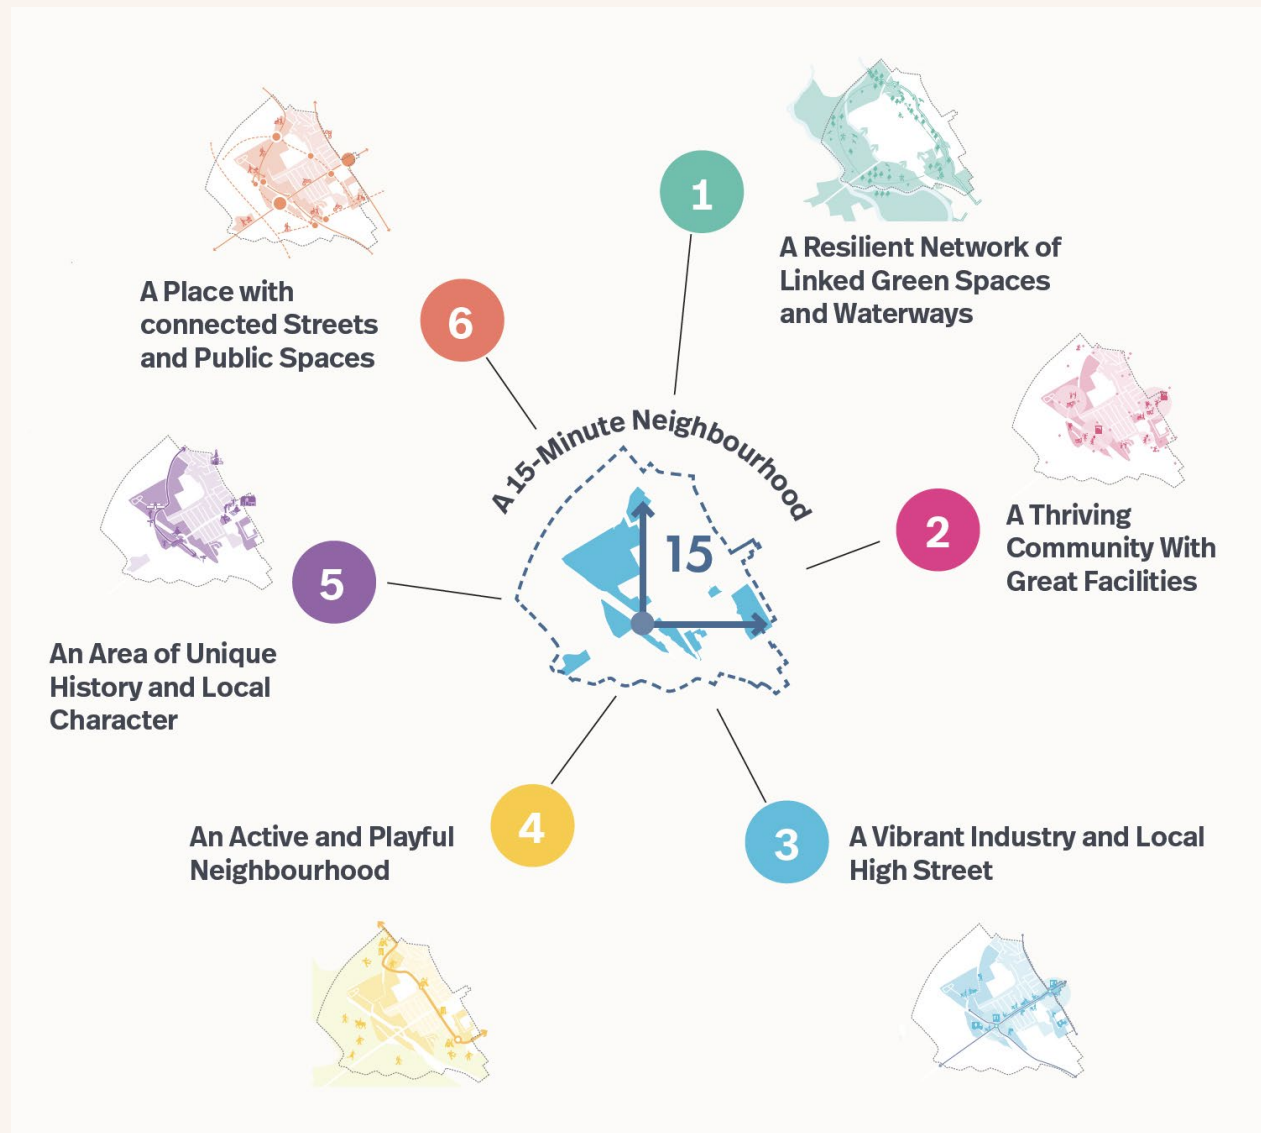 1
A Resilient Network of
Linked Green Spaces
and Waterways
2
A Thriving
Community With
Great Facilities
3
A Vibrant Industry and Local
High Street
4
An Active and Playful
Neighbourhood
5
An Area of Unique
History and Local
Character
6
A Place with
connected Streets
and Public Spaces
A 15-Minute Neighbourhood
15